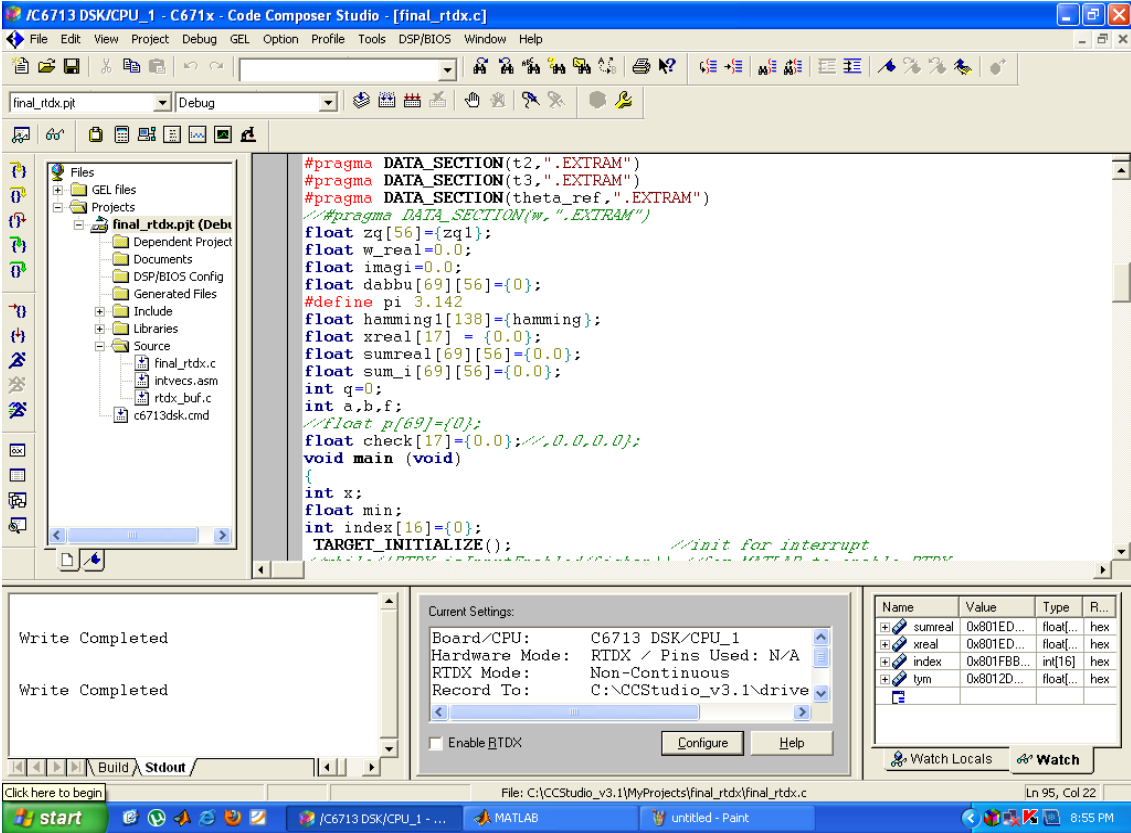 /C6713 DSK/CPU_1 - C671x - Code Composer Studio - [final_rtdx.c]
File Edit View Project Debug GEL Option Profile Tools DSP/BIOS Window Help
final_rtdx.pjt Debug
Files
GEL files
Projects
final_rtdx.pjt (Debu
Dependent Project
Documents
DSP/BIOS Config
Generated Files
Include
Libraries
Source
final_rtdx.c
intvecs.asm
rtdx_buf.c
c6713dsk.cmd
#pragma DATA_SECTION(t2,".EXTRAM")
#pragma DATA_SECTION(t3,".EXTRAM")
#pragma DATA_SECTION(theta_ref,".EXTRAM")
//#pragma DATA_SECTION(w,".EXTRAM")
float zq[56]={zq1};
float w_real=0.0;
float imagi=0.0;
float dabbu[69][56]={0};
#define pi 3.142
float hamming1[138]={hamming};
float xreal[17] = {0.0};
float sumreal[69][56]={0.0};
float sum_i[69][56]={0.0};
int q=0;
int a,b,f;
//float p[69]={0};
float check[17]={0.0};//,0.0,0.0};
void main (void)
{
int x;
float min;
int index[16]={0};
TARGET_INITIALIZE(); //init for interrupt
Write Completed
Write Completed
Build Stdout
Current Settings:
Board/CPU: C6713 DSK/CPU_1
Hardware Mode: RTDX / Pins Used: N/A
RTDX Mode: Non-Continuous
Record To: C:\CCStudio_v3.1\drive
Enable RTDX Configure Help
Name Value Type R...
sumreal 0x801ED... float[... hex
xreal 0x801ED... float[... hex
index 0x801FBB... int[16] hex
tym 0x8012D... float[... hex
Watch Locals Watch
Click here to begin
File: C:\CCStudio_v3.1\MyProjects\final_rtdx\final_rtdx.c
Ln 95, Col 22
start /C6713 DSK/CPU_1 - ... MATLAB untitled - Paint 8:55 PM